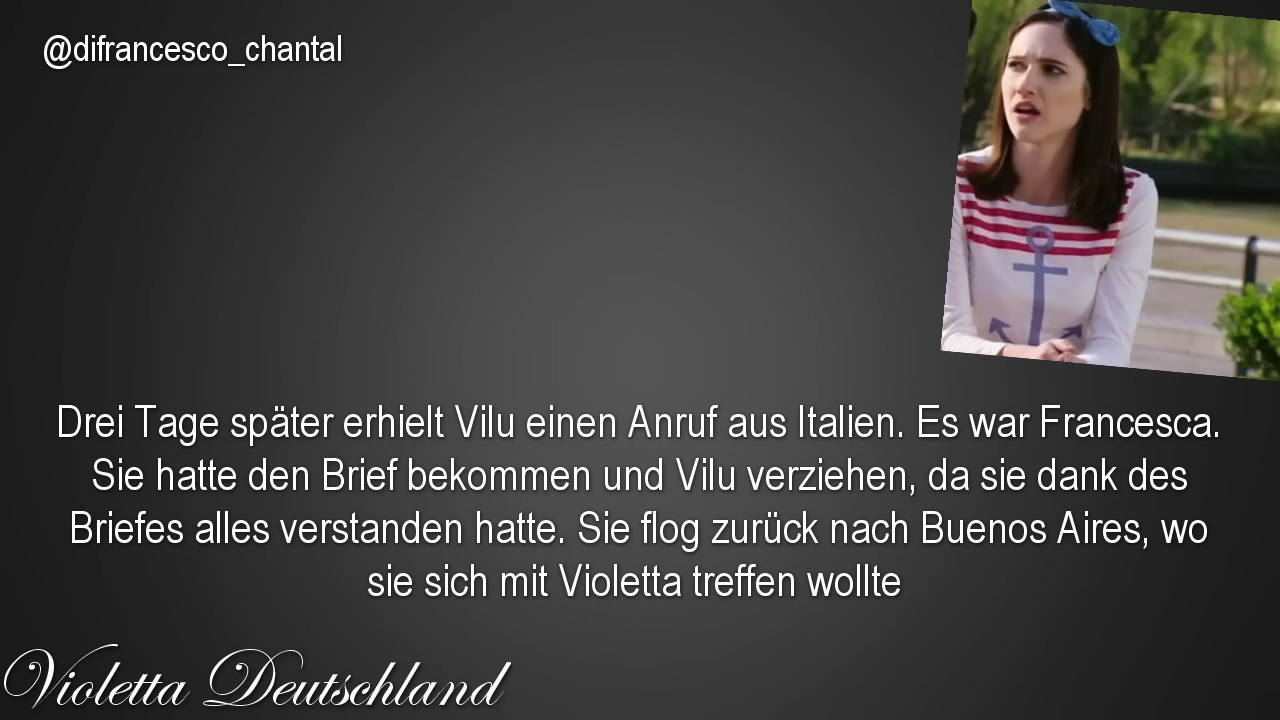 @difrancesco_chantal
Drei Tage später erhielt Vilu einen Anruf aus Italien. Es war Francesca.
Sie hatte den Brief bekommen und Vilu verziehen, da sie dank des
Briefes alles verstanden hatte. Sie flog zurück nach Buenos Aires, wo
sie sich mit Violetta treffen wollte
Violetta Deutschland